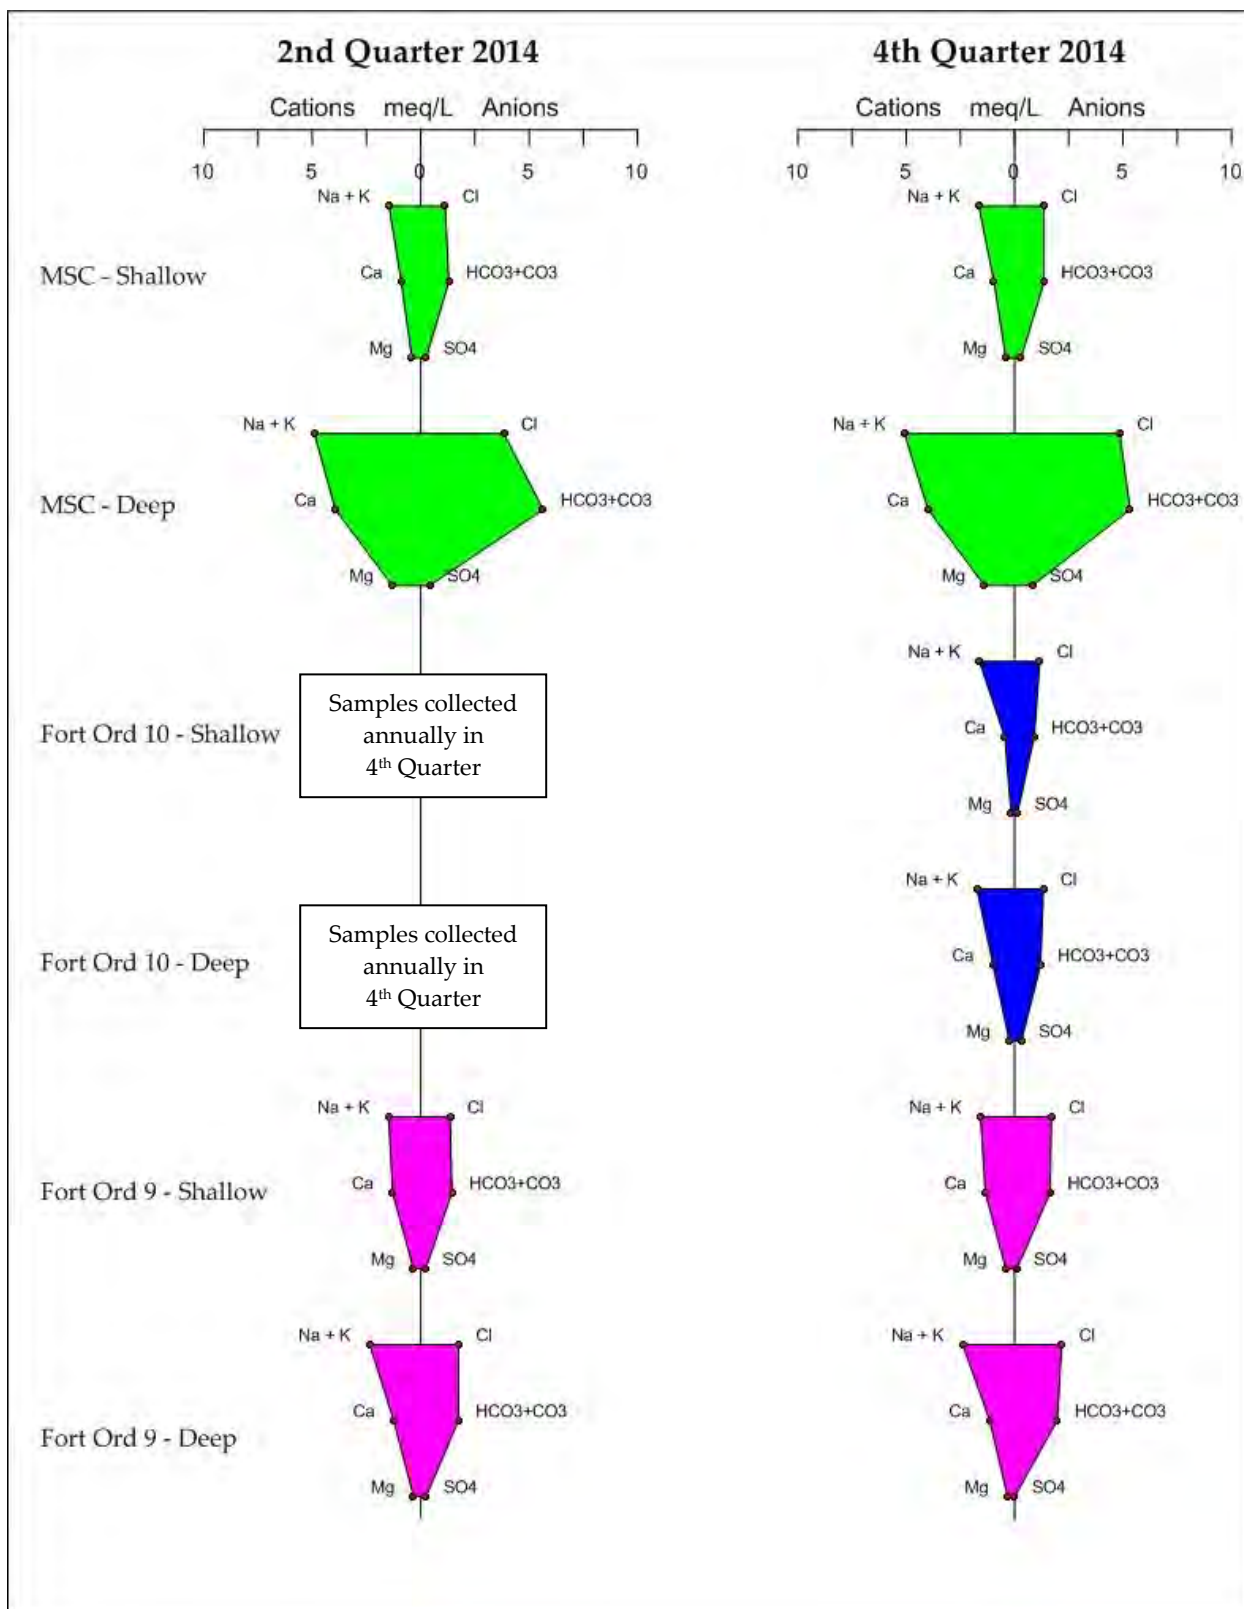 2nd Quarter 2014
4th Quarter 2014
Cations meq/L Anions
Cations meq/L Anions
10 5 0 5 10
10 5 0 5 10
Na + K Cl
Na + K Cl
MSC - Shallow
Ca HCO3+CO3
Ca HCO3+CO3
Mg SO4
Mg SO4
Na + K Cl
Na + K Cl
MSC - Deep
Ca HCO3+CO3
Ca HCO3+CO3
Mg SO4
Mg SO4
Na + K Cl
Fort Ord 10 - Shallow
Samples collected
annually in
4th Quarter
Ca HCO3+CO3
Mg SO4
Na + K Cl
Fort Ord 10 - Deep
Samples collected
annually in
4th Quarter
Ca HCO3+CO3
Mg SO4
Na + K Cl
Na + K Cl
Fort Ord 9 - Shallow
Ca HCO3+CO3
Ca HCO3+CO3
Mg SO4
Mg SO4
Na + K Cl
Na + K Cl
Fort Ord 9 - Deep
Ca HCO3+CO3
Ca HCO3+CO3
Mg SO4
Mg SO4